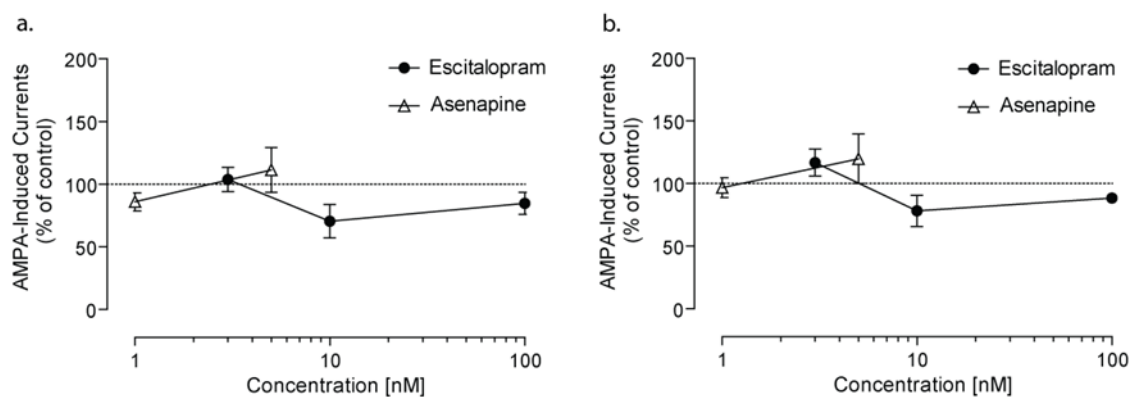 a.
AMPA-Induced Currents
(% of control)
200
150
100
50
0
Escitalopram
Asenapine
1
10
100
Concentration [nM]
b.
AMPA-Induced Currents
(% of control)
200
150
100
50
0
Escitalopram
Asenapine
1
10
100
Concentration [nM]